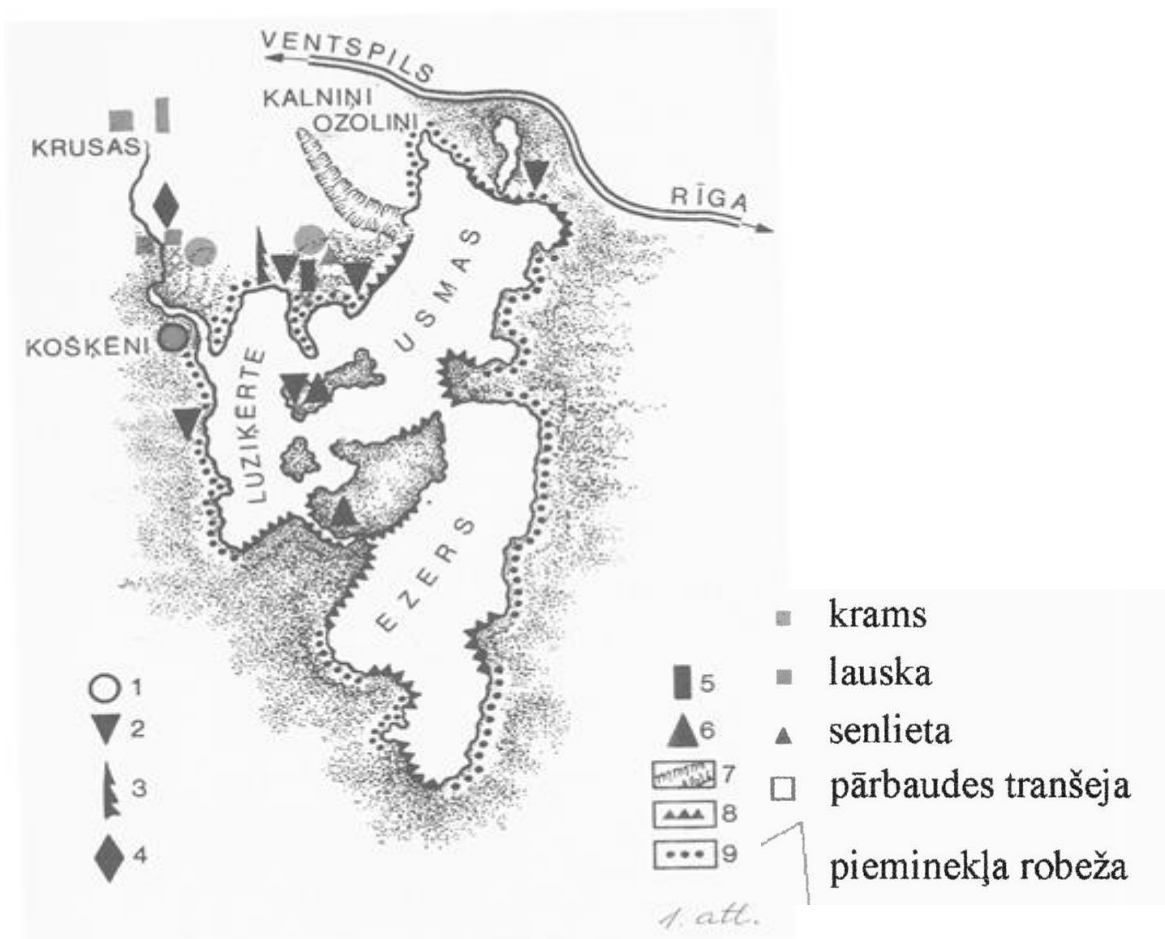 VENTSPILS
KALNIŅI
OZOLIŅI
KRUSAS
RĪGA
USMAS
KOŠĶENI
LUZIĶĒRTE
EZERS
1
2
3
4
5
6
7
8
9
krams
lauska
senlieta
pārbaudes tranšeja
pieminekļa robeža
1. att.